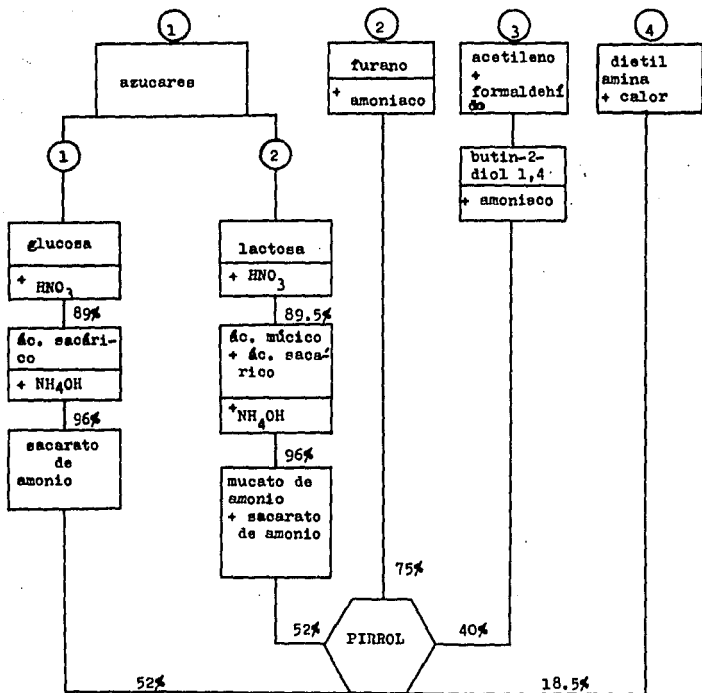 1
azucares
1
glucosa
+ HNO3
89%
ác. sacári-
co
+ NH4OH
96%
sacarato
de
amonio
52%
2
lactosa
+ HNO3
89.5%
ác. múcico
+ ác. sacá-
rico
+NH4OH
96%
mucato de
amonio
+ sacarato
de amonio
52%
2
furano
+
amoniaco
75%
3
acetileno
+
formaldehí
do
butin-2-
diol 1,4
+ amoniaco
40%
4
dietil
amina
+ calor
18.5%
PIRROL